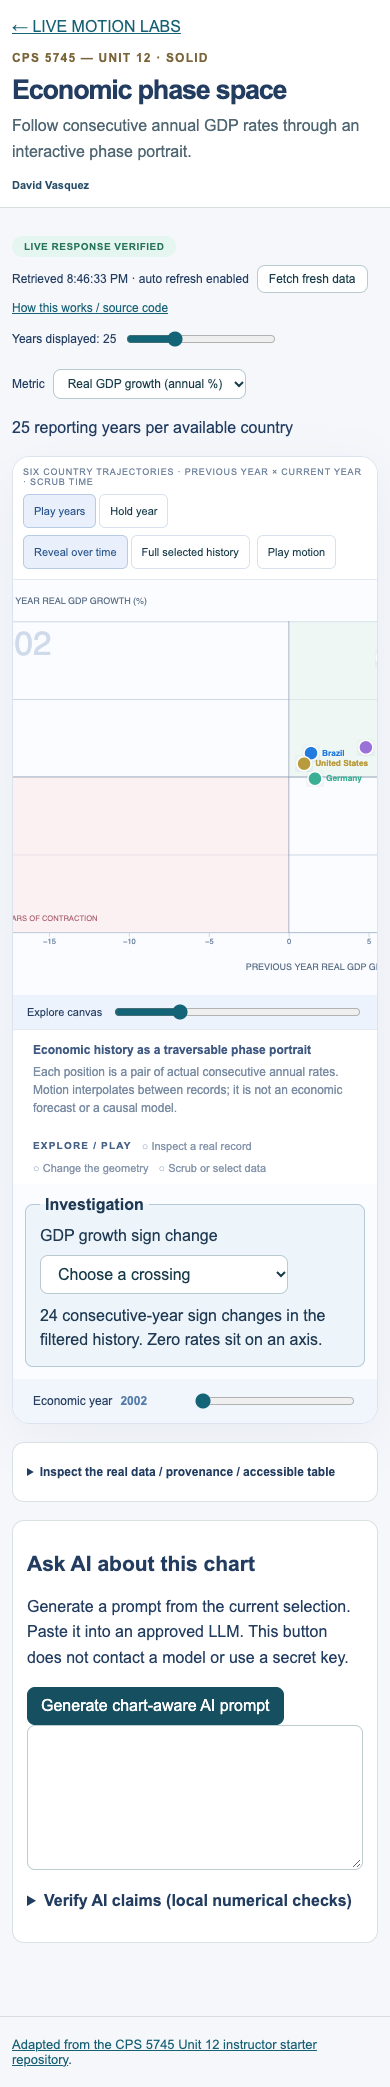 ← LIVE MOTION LABS
CPS 5745 — UNIT 12 · SOLID
Economic phase space
Follow consecutive annual GDP rates through an
interactive phase portrait.
David Vasquez
LIVE RESPONSE VERIFIED
Retrieved 8:46:33 PM · auto refresh enabled Fetch fresh data
How this works / source code
Years displayed: 25
Metric Real GDP growth (annual %)
25 reporting years per available country
SIX COUNTRY TRAJECTORIES · PREVIOUS YEAR × CURRENT YEAR
· SCRUB TIME
Play years Hold year
Reveal over time Full selected history Play motion
YEAR REAL GDP GROWTH (%)
02
Brazil
United States
Germany
ARS OF CONTRACTION
−15 −10 −5 0 5
PREVIOUS YEAR REAL GDP G
Explore canvas
Economic history as a traversable phase portrait
Each position is a pair of actual consecutive annual rates.
Motion interpolates between records; it is not an economic
forecast or a causal model.
EXPLORE / PLAY ○ Inspect a real record
○ Change the geometry ○ Scrub or select data
Investigation
GDP growth sign change
Choose a crossing
24 consecutive-year sign changes in the
filtered history. Zero rates sit on an axis.
Economic year 2002
▶ Inspect the real data / provenance / accessible table
Ask AI about this chart
Generate a prompt from the current selection.
Paste it into an approved LLM. This button
does not contact a model or use a secret key.
Generate chart-aware AI prompt
▶ Verify AI claims (local numerical checks)
Adapted from the CPS 5745 Unit 12 instructor starter
repository.